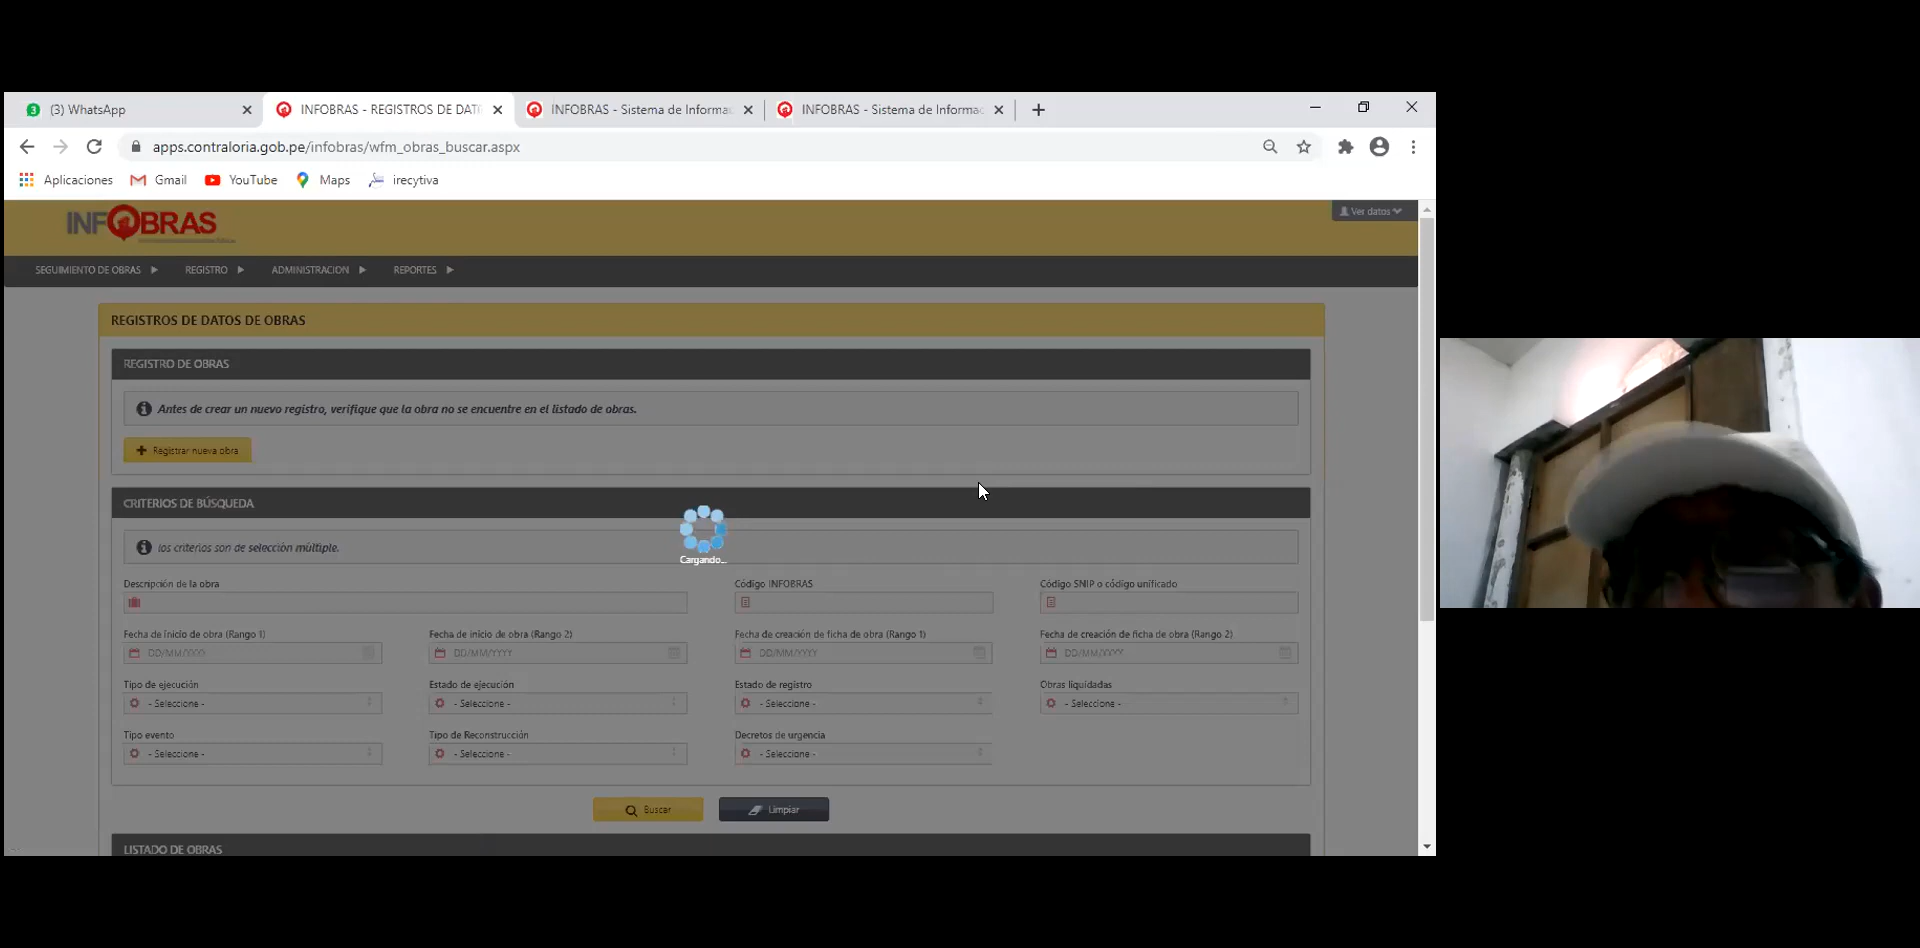 3 (3) WhatsApp
INFOBRAS - REGISTROS DE DAT
INFOBRAS - Sistema de Informa
INFOBRAS - Sistema de Informac
apps.contraloria.gob.pe/infobras/wfm_obras_buscar.aspx
Aplicaciones Gmail YouTube Maps irecytiva
INFOBRAS
Ver datos
SEGUIMIENTO DE OBRAS REGISTRO ADMINISTRACION REPORTES
REGISTROS DE DATOS DE OBRAS
REGISTRO DE OBRAS
Antes de crear un nuevo registro, verifique que la obra no se encuentre en el listado de obras.
Registrar nueva obra
CRITERIOS DE BÚSQUEDA
los criterios son de selección múltiple.
Cargando...
Descripción de la obra Código INFOBRAS Código SNIP o código unificado
Fecha de inicio de obra (Rango 1) Fecha de inicio de obra (Rango 2) Fecha de creación de ficha de obra (Rango 1) Fecha de creación de ficha de obra (Rango 2)
DD/MM/YYYY DD/MM/YYYY DD/MM/YYYY DD/MM/YYYY
Tipo de ejecución Estado de ejecución Estado de registro Obras liquidadas
- Seleccione - - Seleccione - - Seleccione - - Seleccione -
Tipo evento Tipo de Reconstrucción Decretos de urgencia
- Seleccione - - Seleccione - - Seleccione -
Buscar Limpiar
LISTADO DE OBRAS